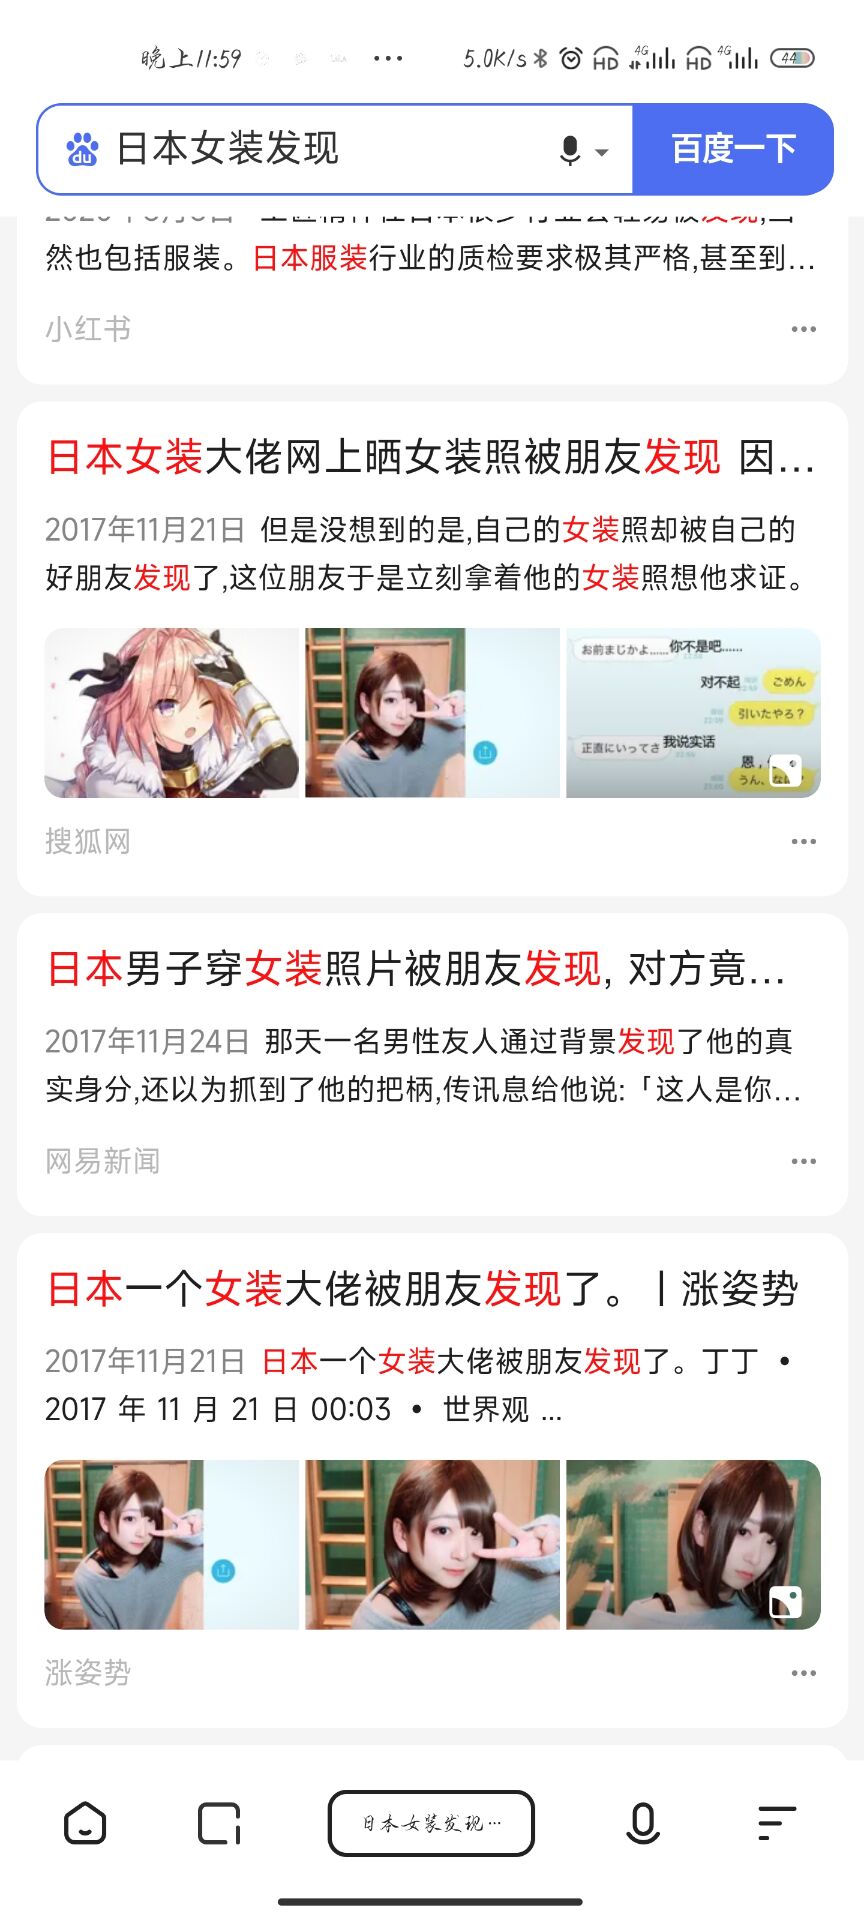 晚上11:59
5.0K/s HD 4G HD 4G 44
du 日本女装发现 百度一下
然也包括服装。日本服装行业的质检要求极其严格,甚至到...
小红书
日本女装大佬网上晒女装照被朋友发现 因...
2017年11月21日 但是没想到的是,自己的女装照却被自己的
好朋友发现了,这位朋友于是立刻拿着他的女装照想他求证。
お前まじかよ…… 你不是吧……
对不起 ごめん
引いたやろ？
正直にいってさ 我说实话
恩，
うん、
搜狐网
日本男子穿女装照片被朋友发现, 对方竟...
2017年11月24日 那天一名男性友人通过背景发现了他的真
实身分,还以为抓到了他的把柄,传讯息给他说:「这人是你...
网易新闻
日本一个女装大佬被朋友发现了。丨涨姿势
2017年11月21日 日本一个女装大佬被朋友发现了。丁丁 •
2017 年 11 月 21 日 00:03 • 世界观 ...
涨姿势
日本女装发现…